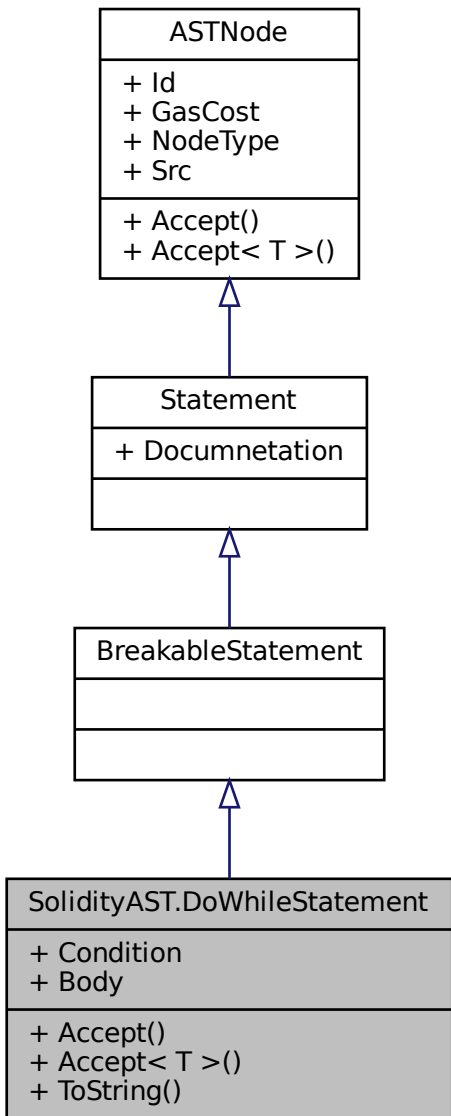 ASTNode
+ Id
+ GasCost
+ NodeType
+ Src
+ Accept()
+ Accept< T >()
Statement
+ Documnetation
BreakableStatement
SolidityAST.DoWhileStatement
+ Condition
+ Body
+ Accept()
+ Accept< T >()
+ ToString()